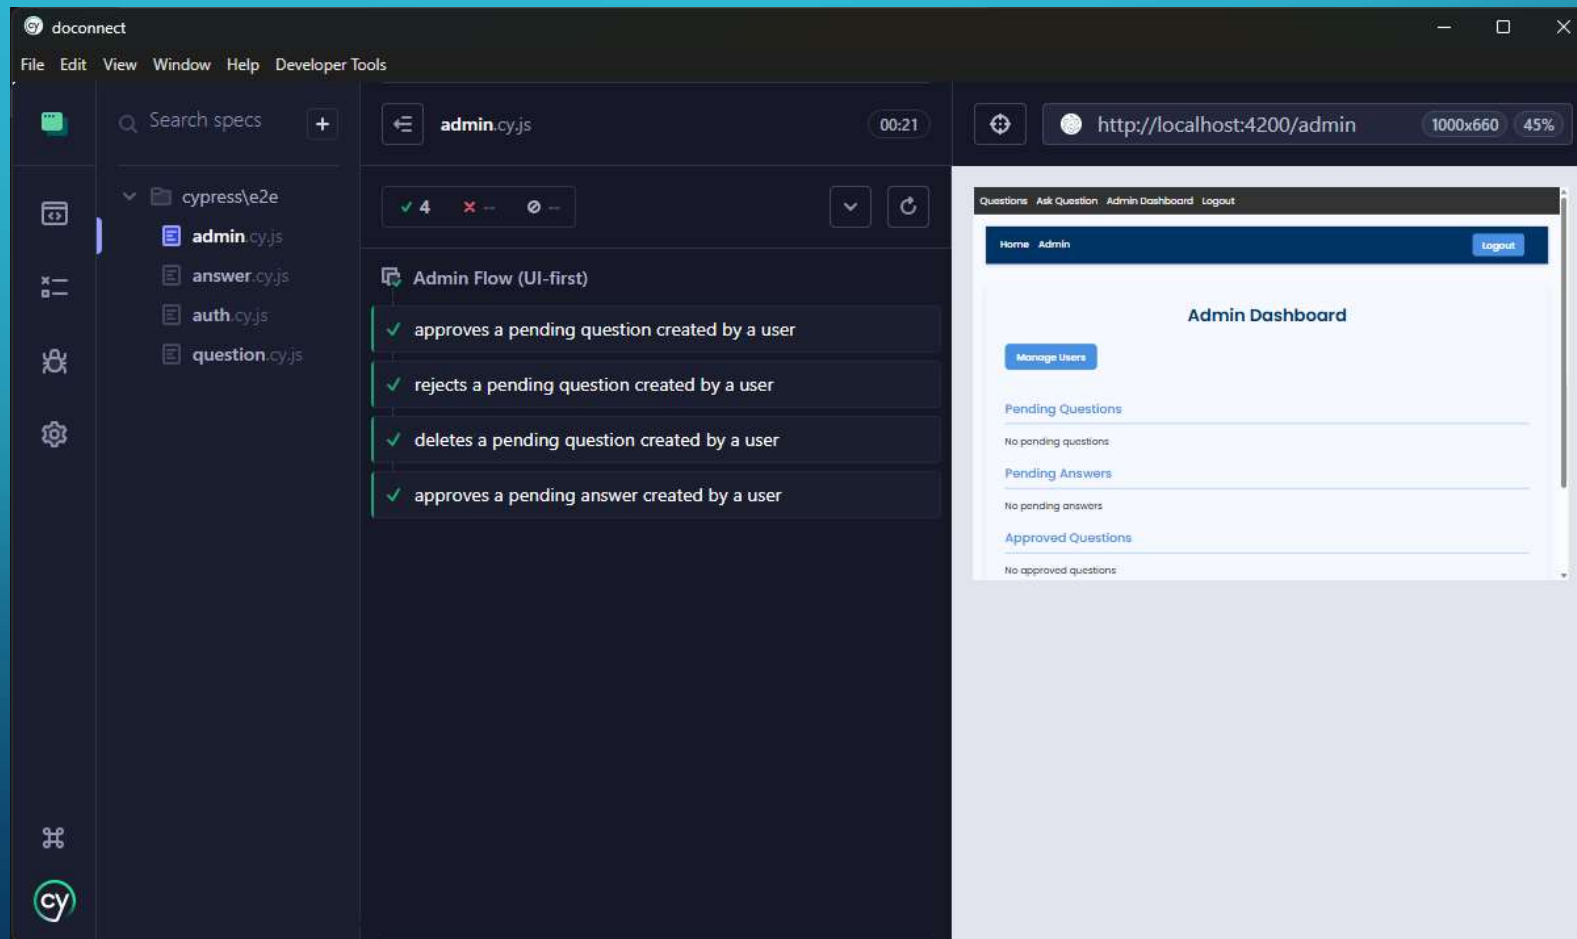 doconnect
File Edit View Window Help Developer Tools
Search specs
+
cypress\e2e
admin.cy.js
answer.cy.js
auth.cy.js
question.cy.js
cy
admin.cy.js
00:21
4 -- --
Admin Flow (UI-first)
approves a pending question created by a user
rejects a pending question created by a user
deletes a pending question created by a user
approves a pending answer created by a user
http://localhost:4200/admin 1000x660 45%
Questions Ask Question Admin Dashboard Logout
Home Admin Logout
Admin Dashboard
Manage Users
Pending Questions
No pending questions
Pending Answers
No pending answers
Approved Questions
No approved questions